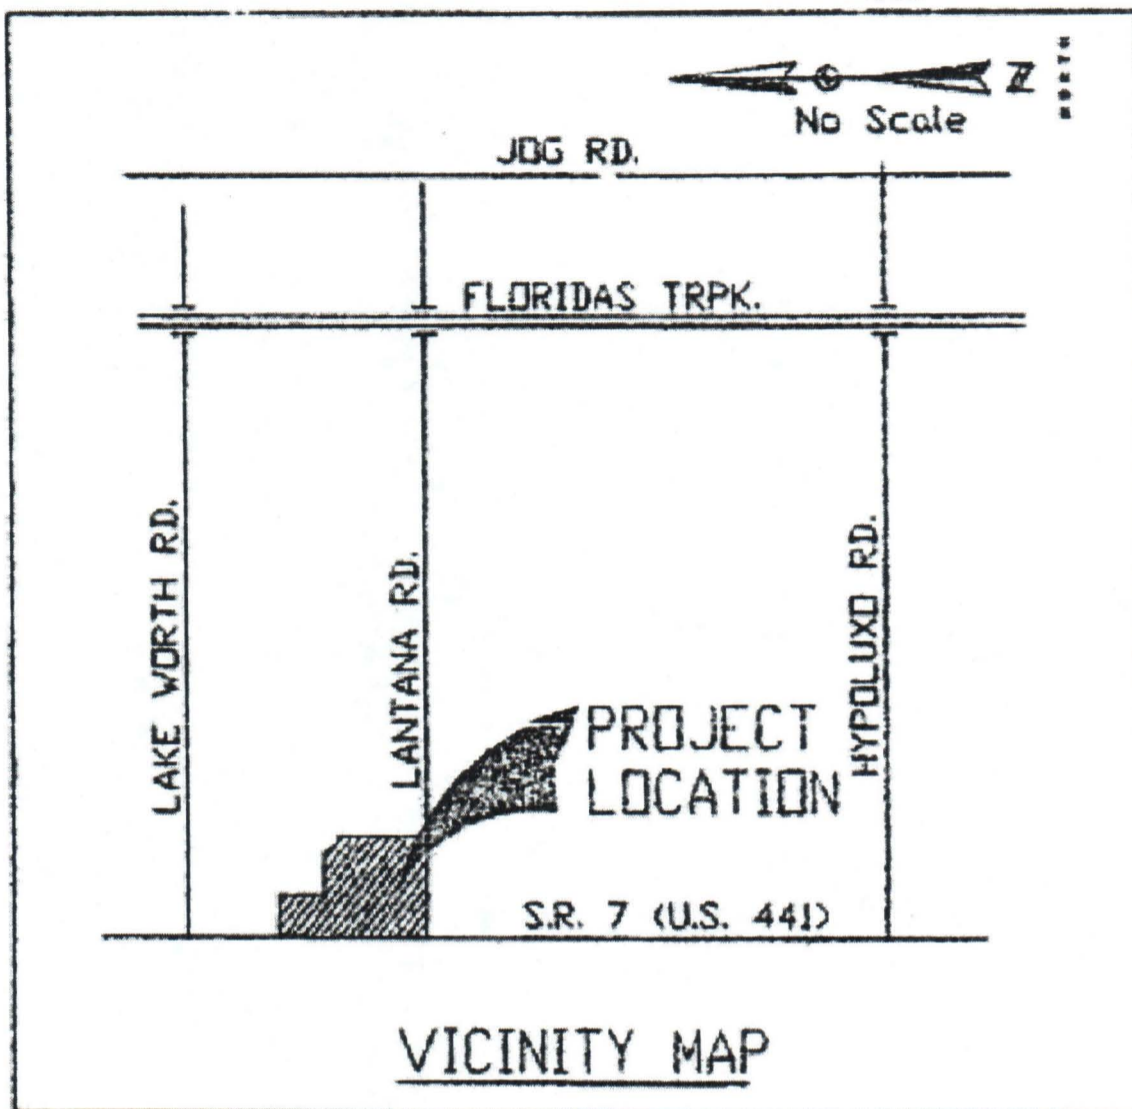 Z
NORTH
No Scale
JOG RD.
FLORIDAS TRPK.
LAKE WORTH RD.
LANTANA RD.
HYPOLUXO RD.
PROJECT
LOCATION
S.R. 7 (U.S. 441)
VICINITY MAP